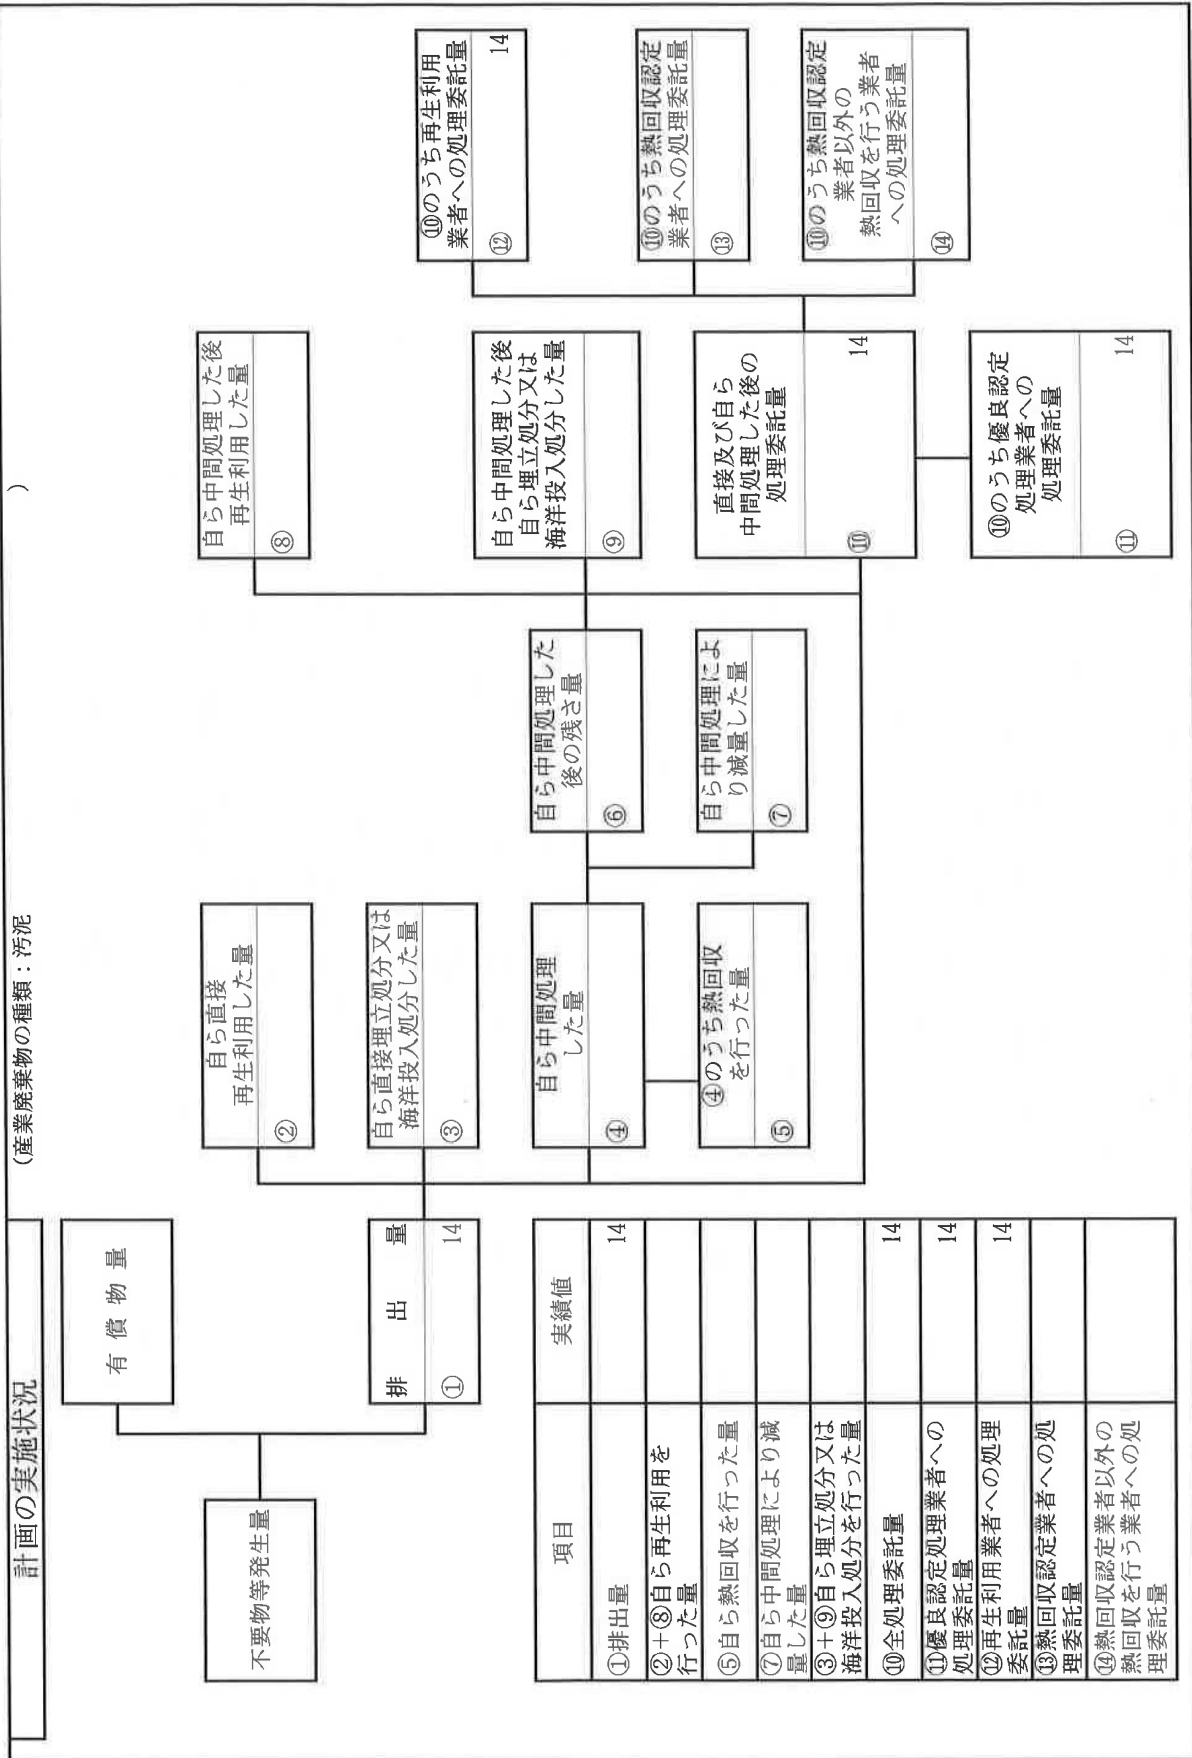 計画の実施状況
(産業廃棄物の種類：汚泥
)
不要物等発生量
有 償 物 量
排 出 量
① 14
自ら直接
再生利用した量
②
自ら直接埋立処分又は
海洋投入処分した量
③
自ら中間処理
した量
④
④のうち熱回収
を行った量
⑤
自ら中間処理した
後の残さ量
⑥
自ら中間処理によ
り減量した量
⑦
自ら中間処理した後
再生利用した量
⑧
自ら中間処理した後
自ら埋立処分又は
海洋投入処分した量
⑨
直接及び自ら
中間処理した後の
処理委託量
⑩ 14
⑩のうち優良認定
処理業者への
処理委託量
⑪ 14
⑩のうち再生利用
業者への処理委託量
⑫ 14
⑩のうち熱回収認定
業者への処理委託量
⑬
⑩のうち熱回収認定
業者以外の
熱回収を行う業者
への処理委託量
⑭
項目 実績値
①排出量 14
②+⑧自ら再生利用を
行った量
⑤自ら熱回収を行った量
⑦自ら中間処理により減
量した量
③+⑨自ら埋立処分又は
海洋投入処分を行った量
⑩全処理委託量 14
⑪優良認定処理業者への
処理委託量 14
⑫再生利用業者への処理
委託量 14
⑬熱回収認定業者への処
理委託量
⑭熱回収認定業者以外の
熱回収を行う業者への処
理委託量